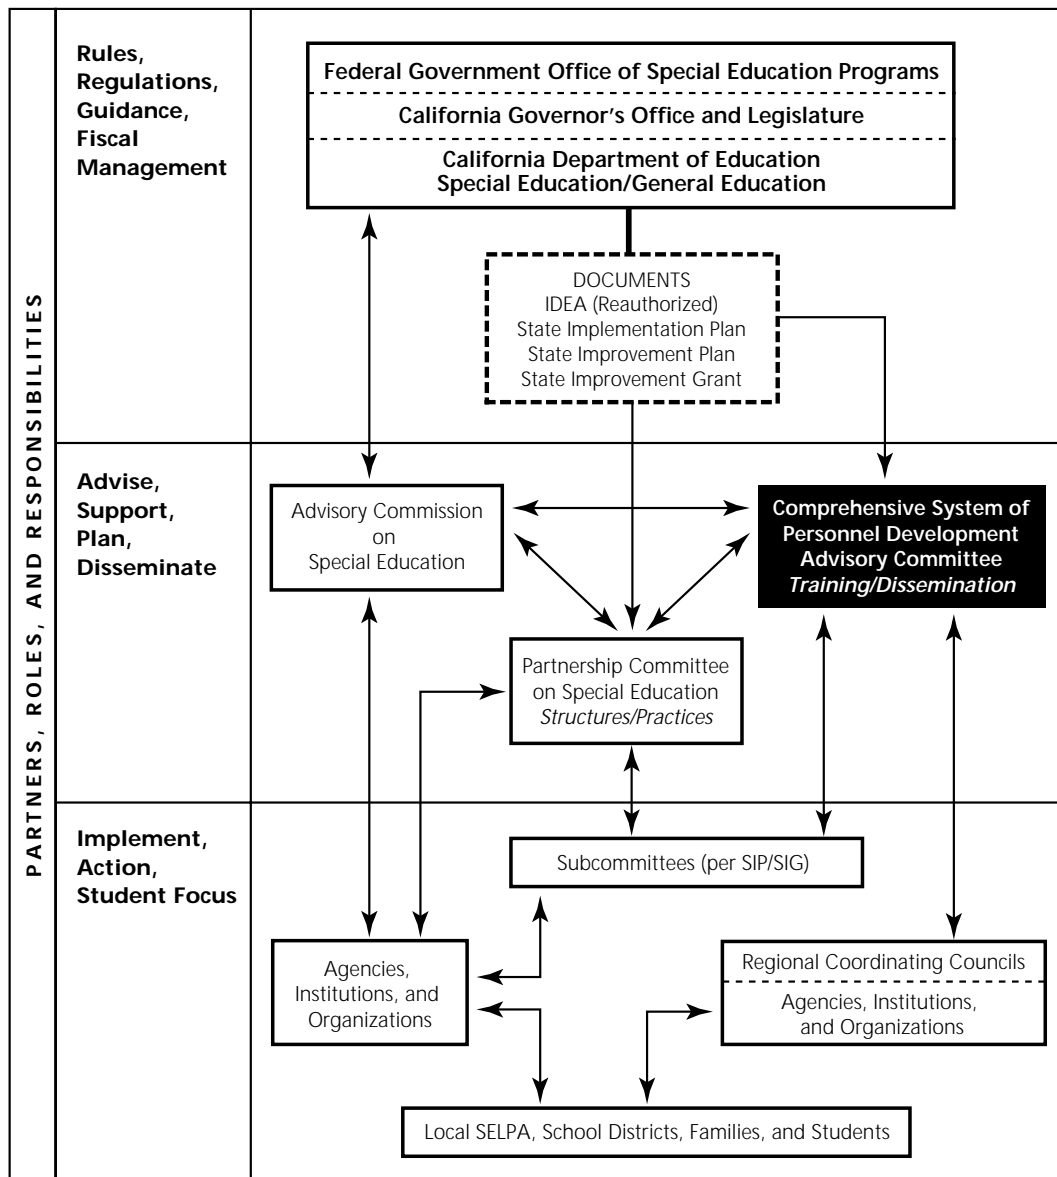 PARTNERS, ROLES, AND RESPONSIBILITIES
Rules,
Regulations,
Guidance,
Fiscal
Management
Federal Government Office of Special Education Programs
California Governor's Office and Legislature
California Department of Education
Special Education/General Education
DOCUMENTS
IDEA (Reauthorized)
State Implementation Plan
State Improvement Plan
State Improvement Grant
Advise,
Support,
Plan,
Disseminate
Advisory Commission
on
Special Education
Comprehensive System of
Personnel Development
Advisory Committee
Training/Dissemination
Partnership Committee
on Special Education
Structures/Practices
Implement,
Action,
Student Focus
Subcommittees (per SIP/SIG)
Agencies,
Institutions, and
Organizations
Regional Coordinating Councils
Agencies, Institutions,
and Organizations
Local SELPA, School Districts, Families, and Students